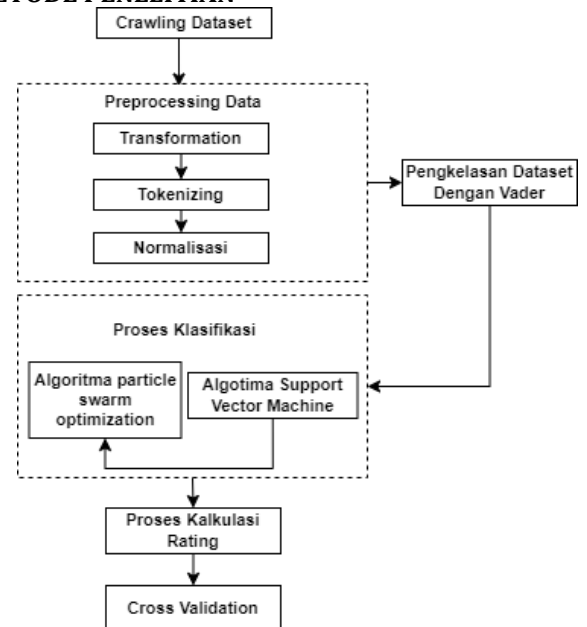 Crawling Dataset
Preprocessing Data
Transformation
Tokenizing
Normalisasi
Pengkelasan Dataset
Dengan Vader
Proses Klasifikasi
Algoritma particle
swarm
optimization
Algotima Support
Vector Machine
Proses Kalkulasi
Rating
Cross Validation